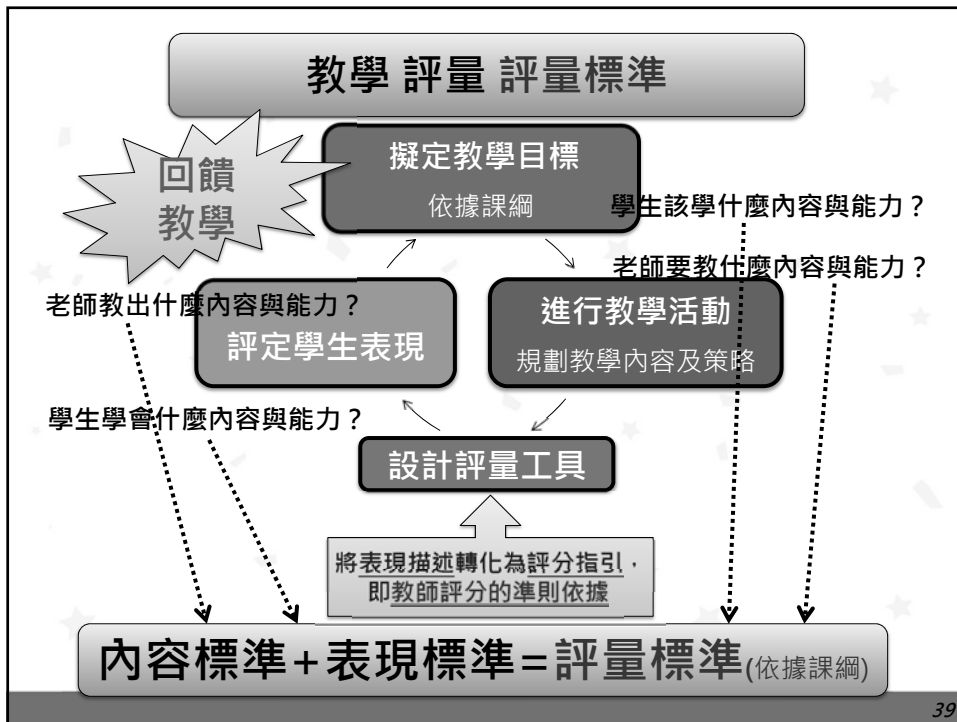 教學 評量 評量標準
回饋
教學
擬定教學目標
依據課綱
學生該學什麼內容與能力？
老師要教什麼內容與能力？
老師教出什麼內容與能力？
評定學生表現
進行教學活動
規劃教學內容及策略
學生學會什麼內容與能力？
設計評量工具
將表現描述轉化為評分指引，
即教師評分的準則依據
內容標準+表現標準=評量標準(依據課綱)
39